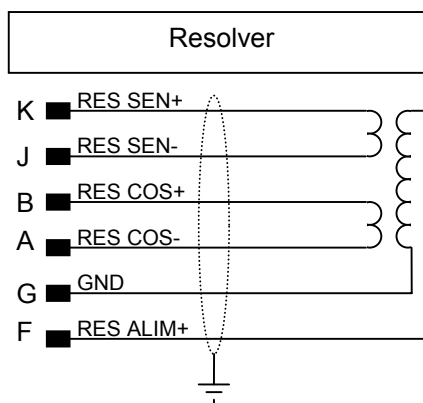 Resolver
K RES SEN+
J RES SEN-
B RES COS+
A RES COS-
G GND
F RES ALIM+